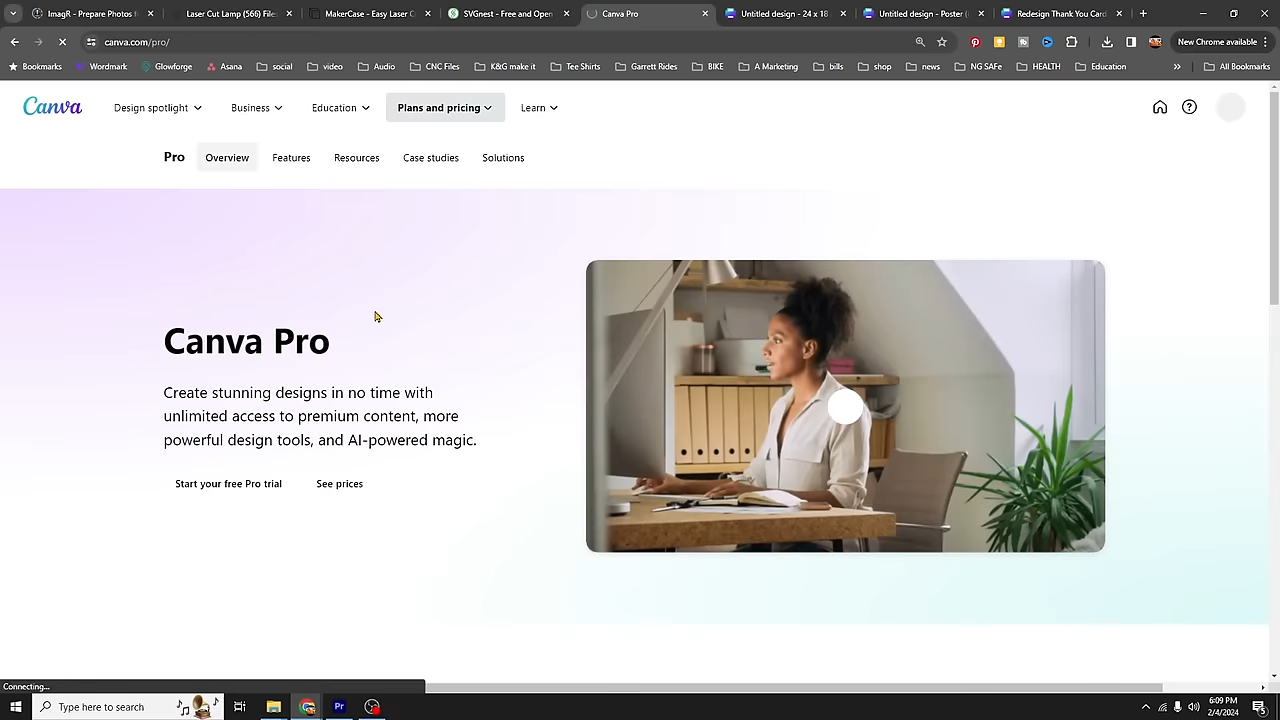 ImagR - Prepare Photos f
Laser Cut Lamp (566) File
MakerCase - Easy Laser C
SVGnest - Free and Open
Canva Pro
Untitled design - 24 x 18
Untitled design - Poster (
Redesign Thank You Card
canva.com/pro/
New Chrome available
Bookmarks
Wordmark
Glowforge
Asana
social
video
Audio
CNC Files
K&G make it
Tee Shirts
Garrett Rides
BIKE
A Marketing
bills
shop
news
NG SAFe
HEALTH
Education
All Bookmarks
Canva
Design spotlight
Business
Education
Plans and pricing
Learn
Pro
Overview
Features
Resources
Case studies
Solutions
Canva Pro
Create stunning designs in no time with
unlimited access to premium content, more
powerful design tools, and AI-powered magic.
Start your free Pro trial
See prices
Connecting...
Type here to search
Pr
6:09 PM
2/4/2024